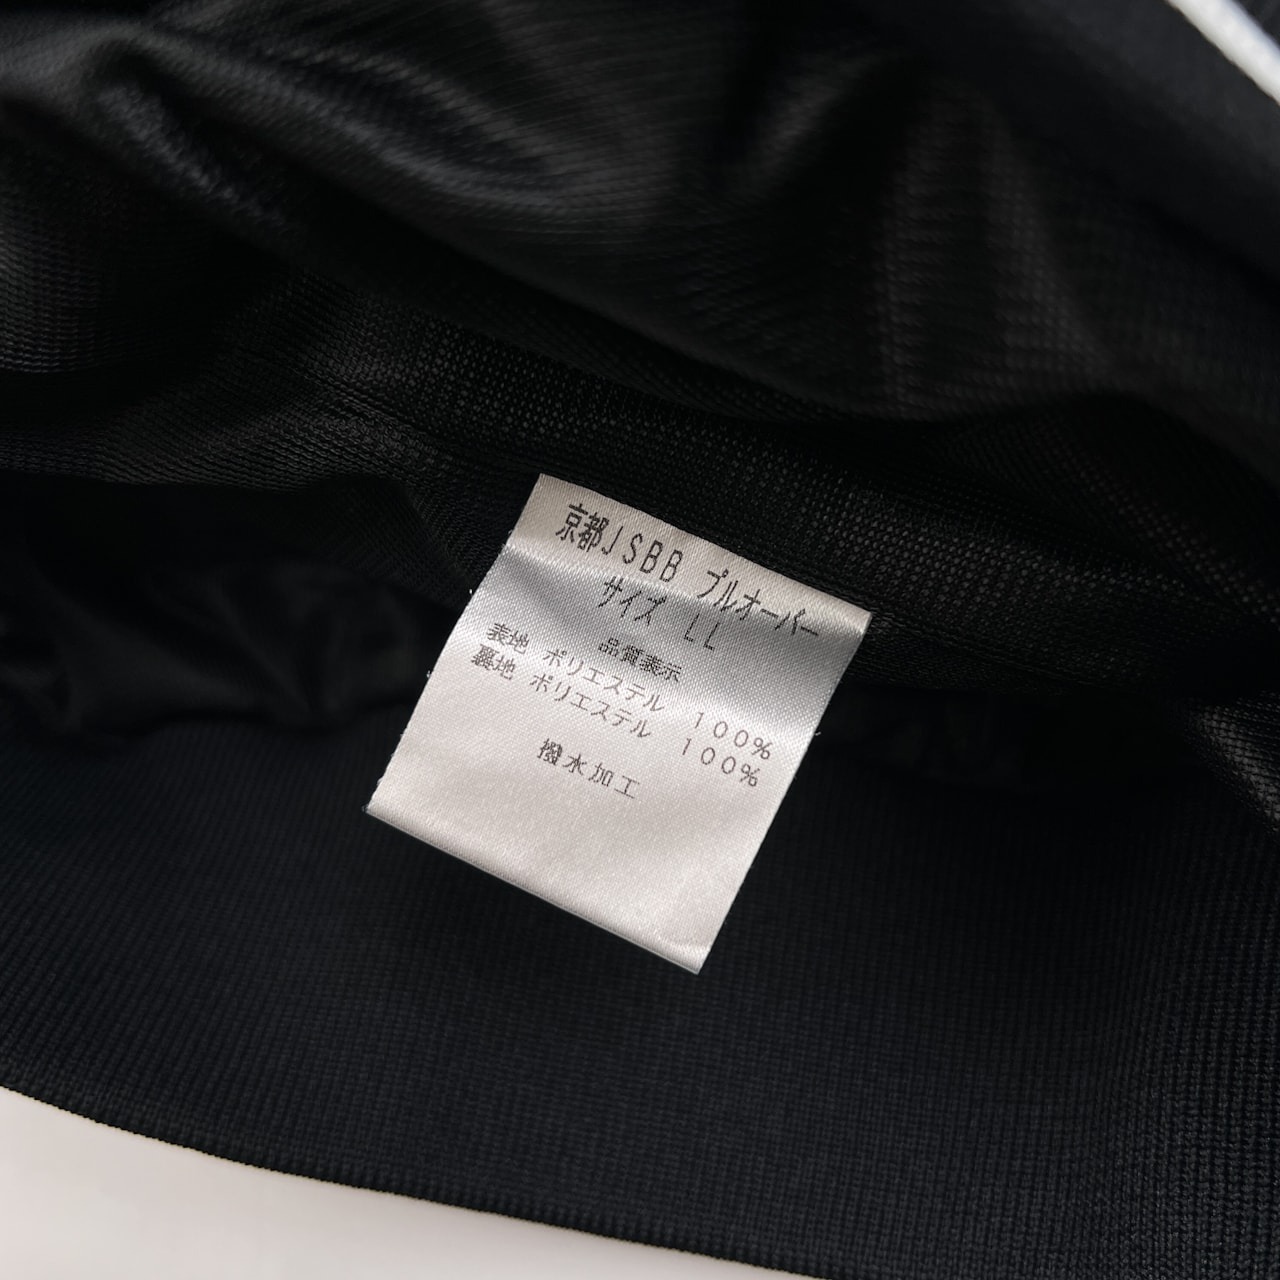 京都JSBB プルオーバー
サイズ LL
品質表示
表地 ポリエステル 100%
裏地 ポリエステル 100%
撥水加工